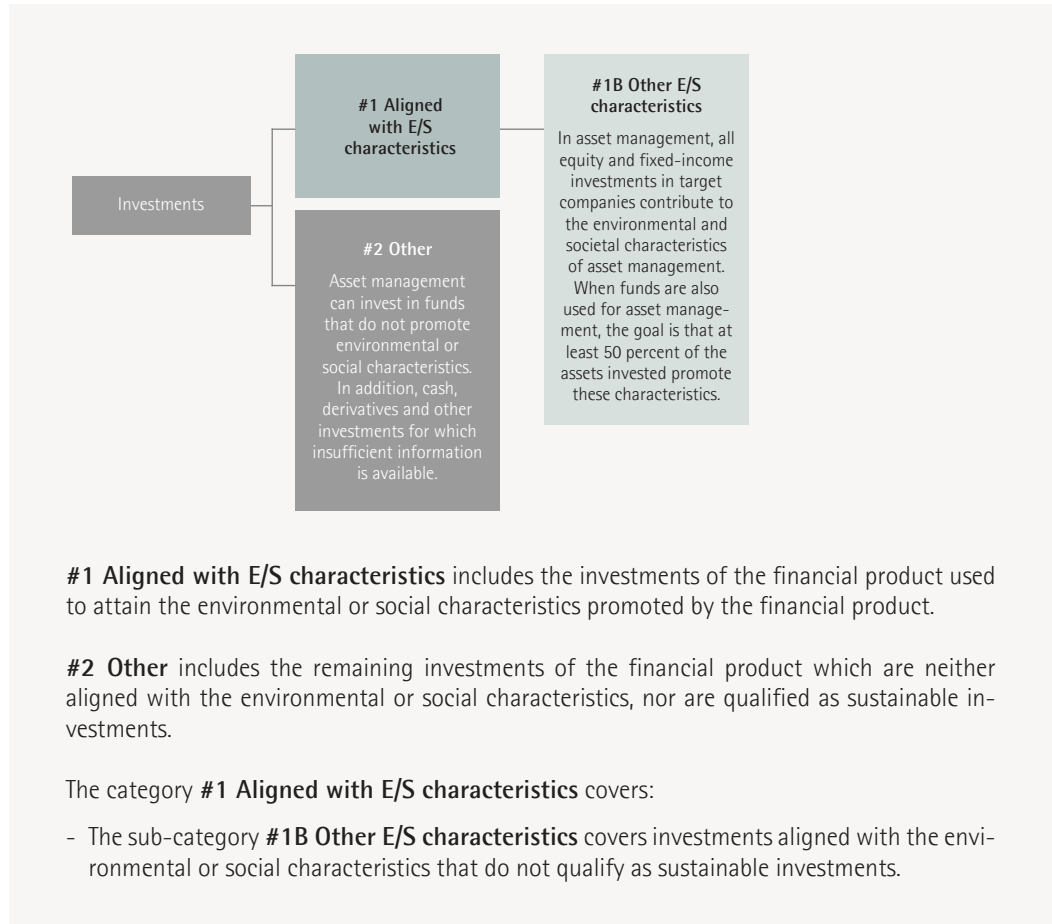 Investments
#1 Aligned
with E/S
characteristics
#2 Other
Asset management
can invest in funds
that do not promote
environmental or
social characteristics.
In addition, cash,
derivatives and other
investments for which
insufficient information
is available.
#1B Other E/S
characteristics
In asset management, all
equity and fixed-income
investments in target
companies contribute to
the environmental and
societal characteristics
of asset management.
When funds are also
used for asset manage-
ment, the goal is that at
least 50 percent of the
assets invested promote
these characteristics.
#1 Aligned with E/S characteristics includes the investments of the financial product used
to attain the environmental or social characteristics promoted by the financial product.
#2 Other includes the remaining investments of the financial product which are neither
aligned with the environmental or social characteristics, nor are qualified as sustainable in-
vestments.
The category #1 Aligned with E/S characteristics covers:
- The sub-category #1B Other E/S characteristics covers investments aligned with the envi-
ronmental or social characteristics that do not qualify as sustainable investments.